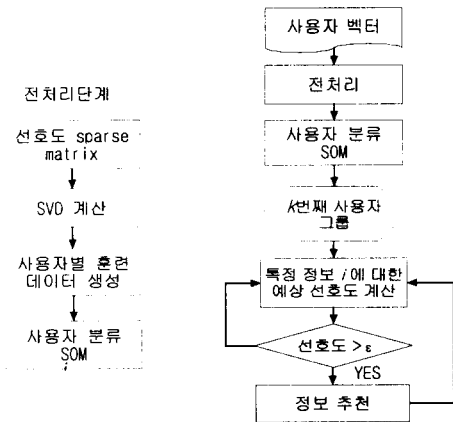 전처리단계
선호도 sparse
matrix
SVD 계산
사용자별 훈련
데이터 생성
사용자 분류
SOM
사용자 벡터
전처리
사용자 분류
SOM
k번째 사용자
그룹
특정 정보 i에 대한
예상 선호도 계산
선호도 > ε
YES
정보 추천